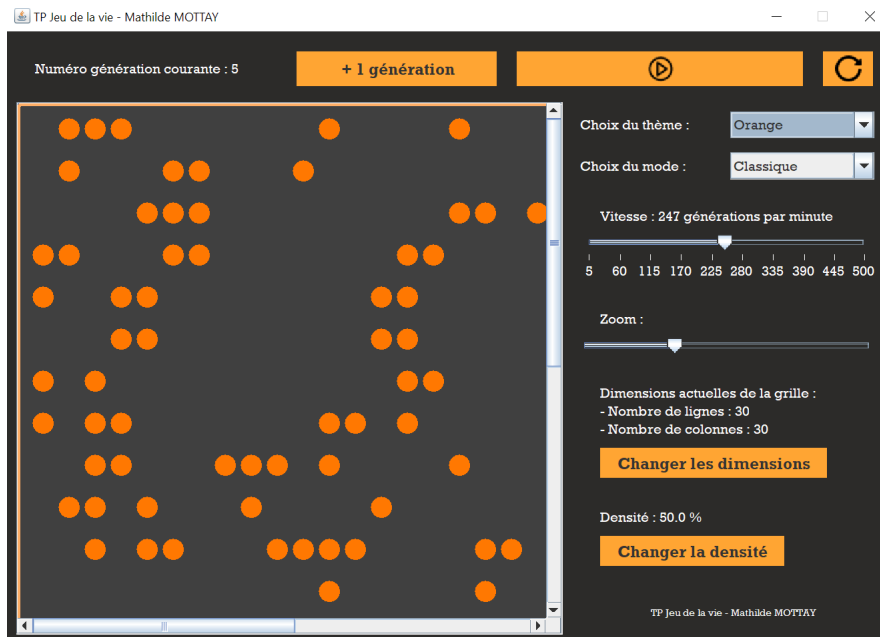 TP Jeu de la vie - Mathilde MOTTAY
Numéro génération courante : 5
+ 1 génération
Choix du thème :
Orange
Choix du mode :
Classique
Vitesse : 247 générations par minute
5 60 115 170 225 280 335 390 445 500
Zoom :
Dimensions actuelles de la grille :
- Nombre de lignes : 30
- Nombre de colonnes : 30
Changer les dimensions
Densité : 50.0 %
Changer la densité
TP Jeu de la vie - Mathilde MOTTAY